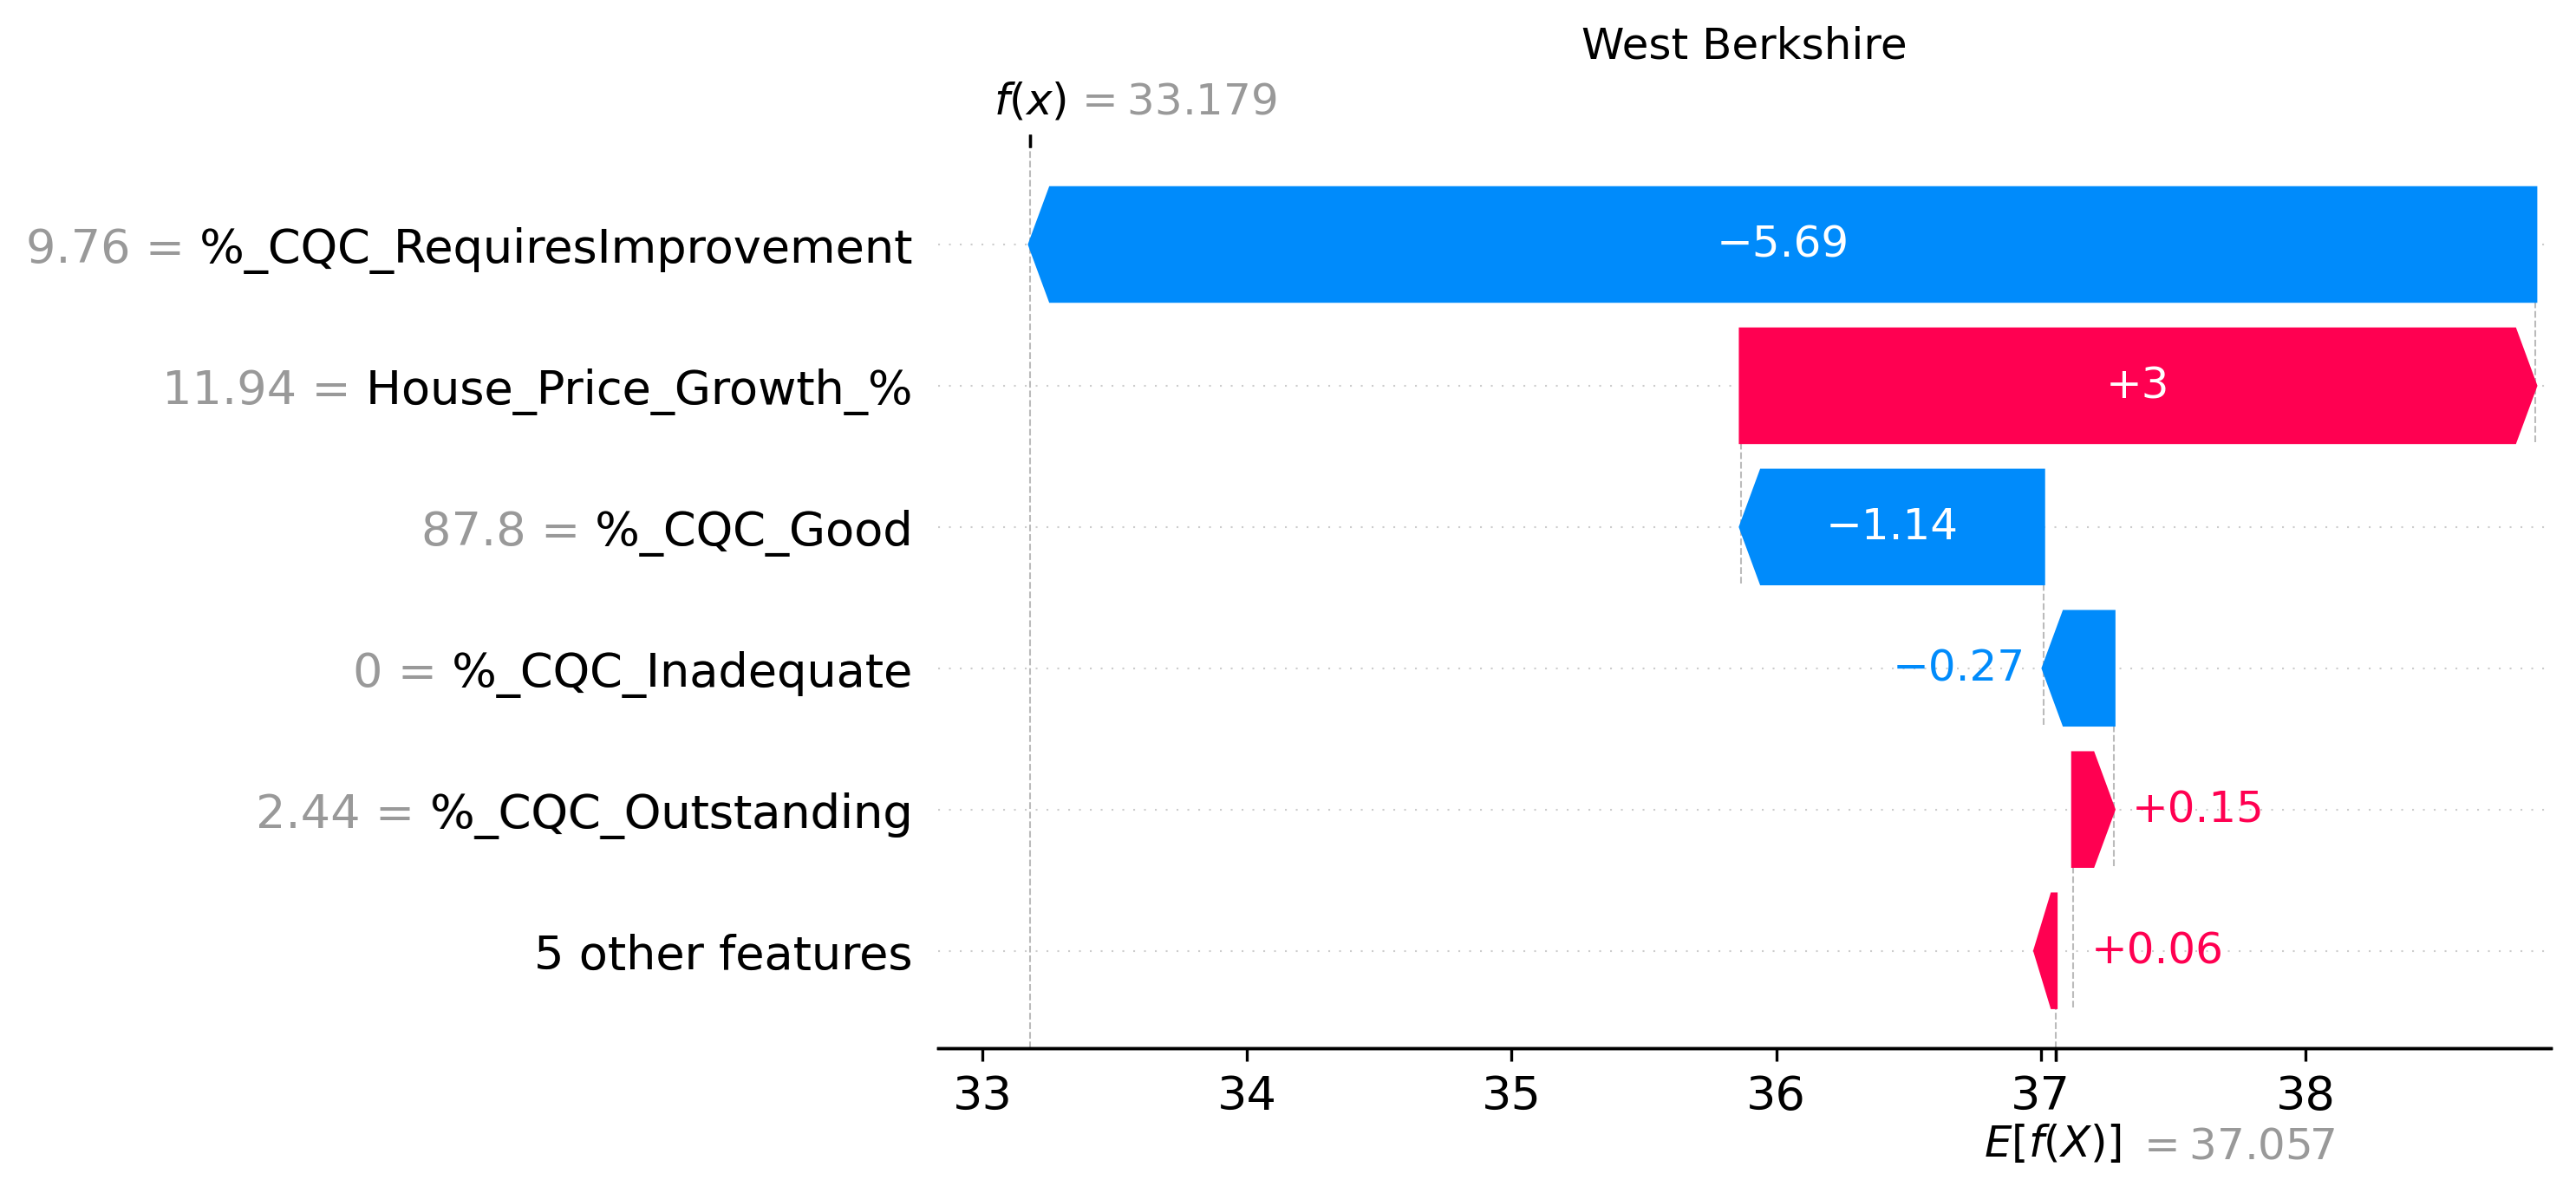 West Berkshire
f(x) = 33.179
9.76 = %_CQC_RequiresImprovement
−5.69
11.94 = House_Price_Growth_%
+3
87.8 = %_CQC_Good
−1.14
0 = %_CQC_Inadequate
−0.27
2.44 = %_CQC_Outstanding
+0.15
5 other features
+0.06
33 34 35 36 37 38
E[f(X)] = 37.057